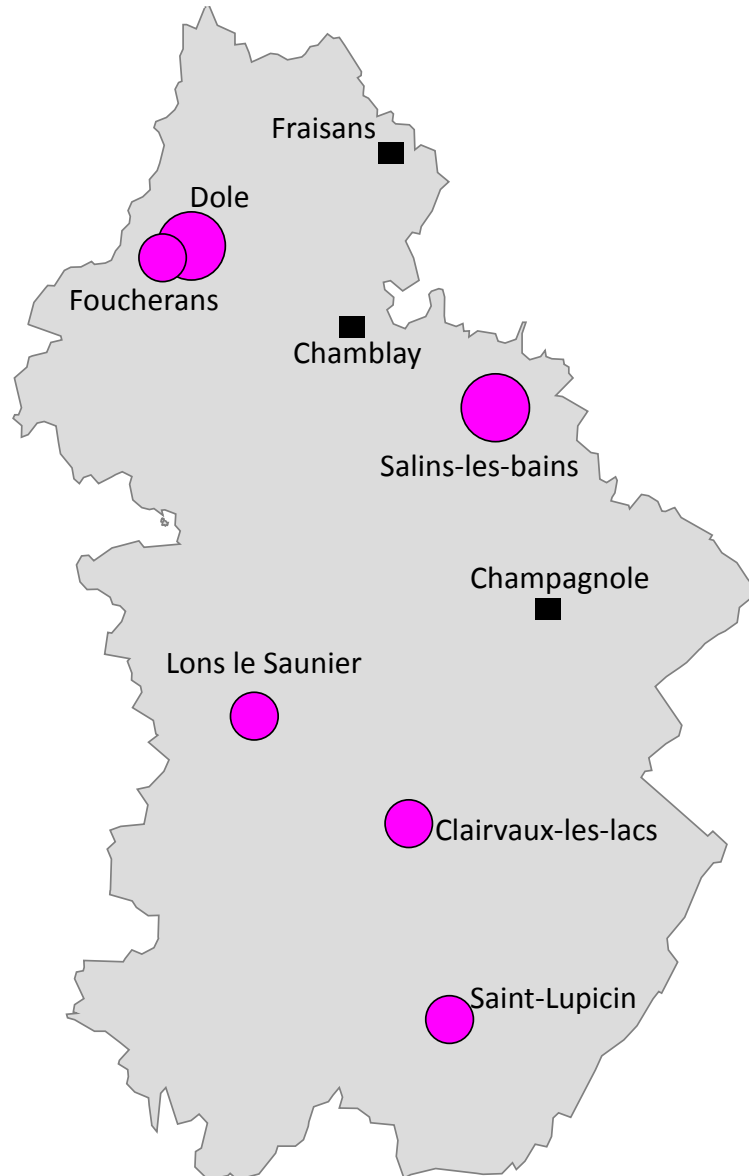 Fraisans
Dole
Foucherans
Chamblay
Salins-les-bains
Champagnole
Lons le Saunier
Clairvaux-les-lacs
Saint-Lupicin